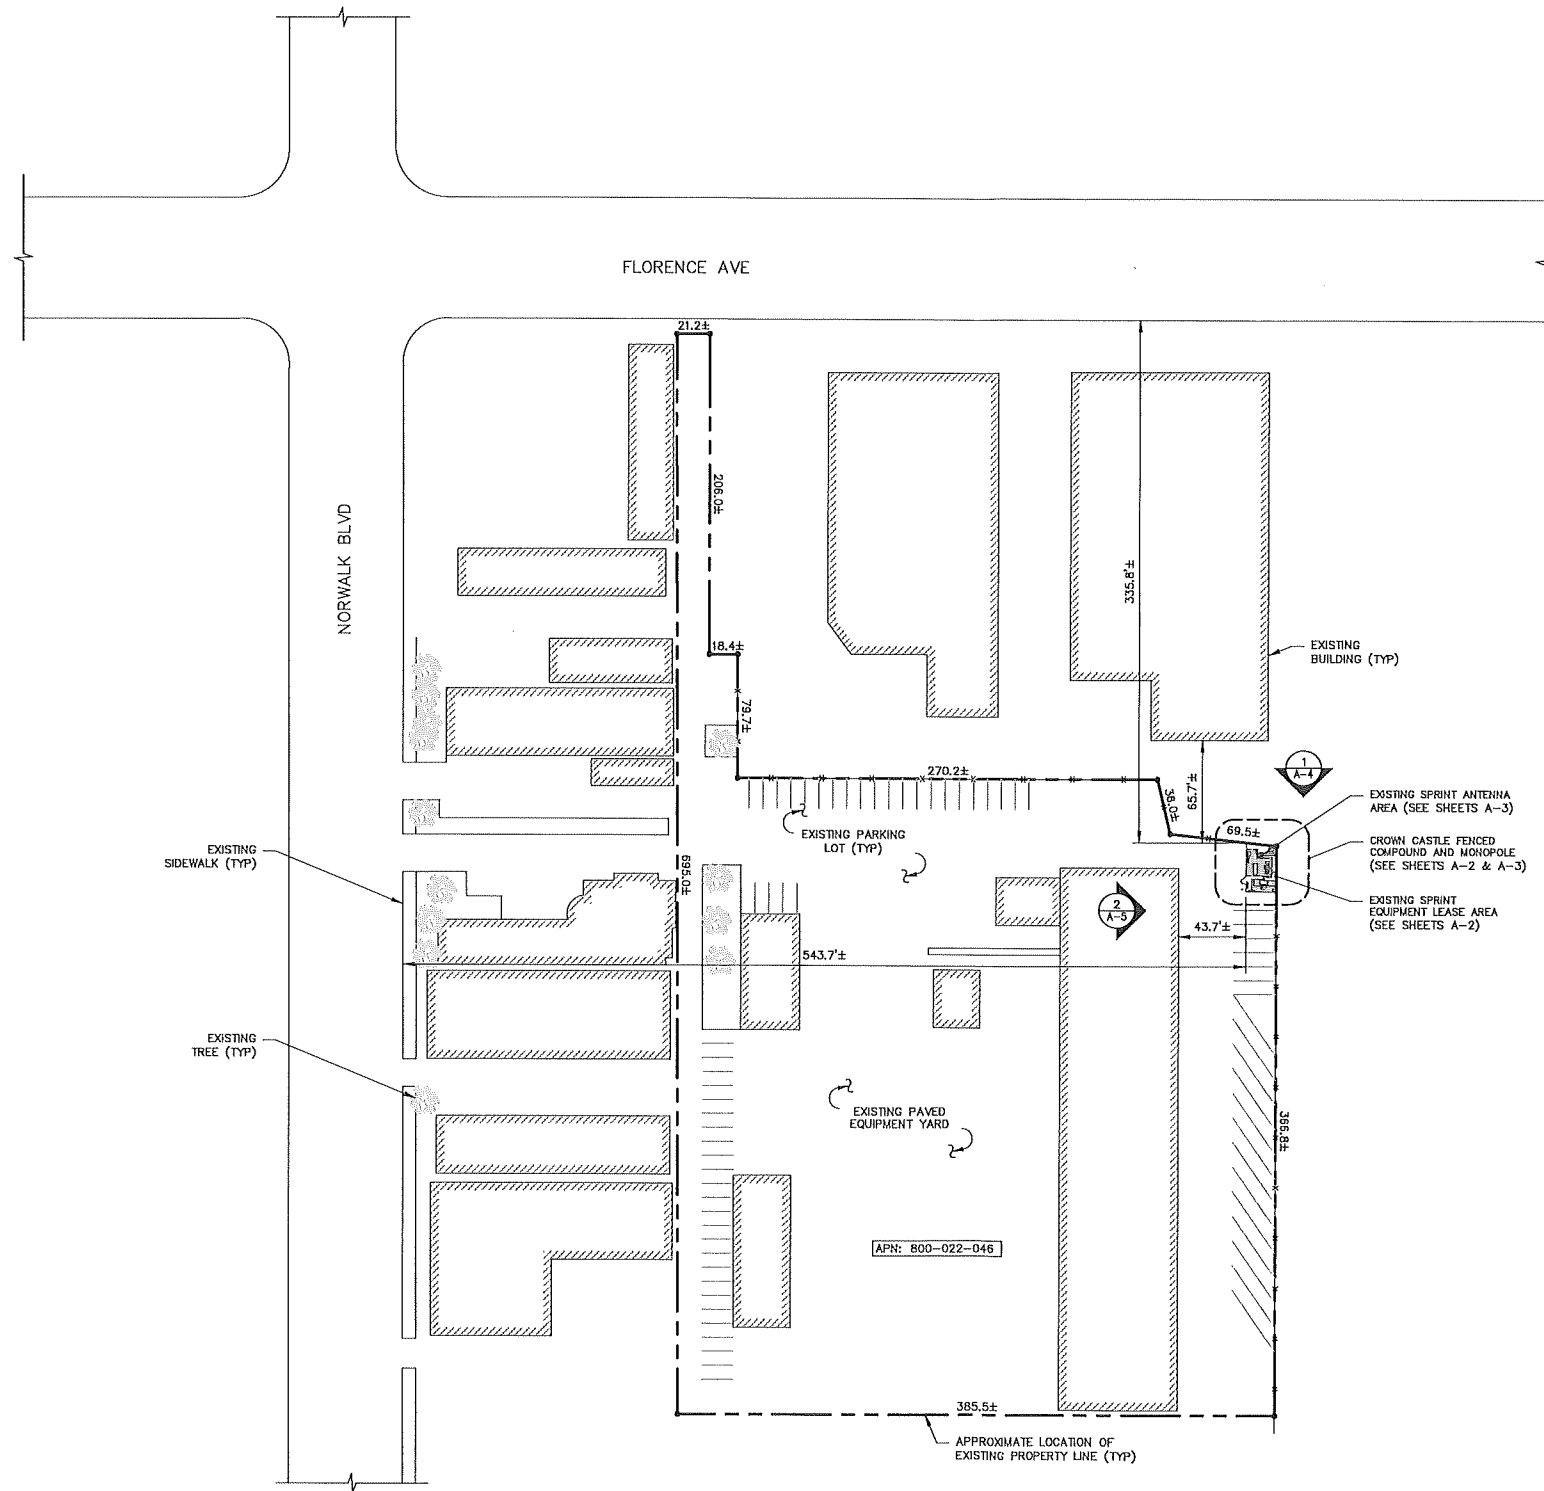 FLORENCE AVE
21.2±
206.0±
NORWALK BLVD
335.8'±
18.4±
79.7±
EXISTING
BUILDING (TYP)
270.2±
36.0±
65.7'±
1
A-4
69.5±
EXISTING SPRINT ANTENNA
AREA (SEE SHEETS A-3)
EXISTING PARKING
LOT (TYP)
CROWN CASTLE FENCED
COMPOUND AND MONOPOLE
(SEE SHEETS A-2 & A-3)
EXISTING
SIDEWALK (TYP)
695.0±
2
A-5
EXISTING SPRINT
EQUIPMENT LEASE AREA
(SEE SHEETS A-2)
43.7'±
543.7'±
EXISTING
TREE (TYP)
EXISTING PAVED
EQUIPMENT YARD
366.8±
APN: 800-022-046
385.5±
APPROXIMATE LOCATION OF
EXISTING PROPERTY LINE (TYP)